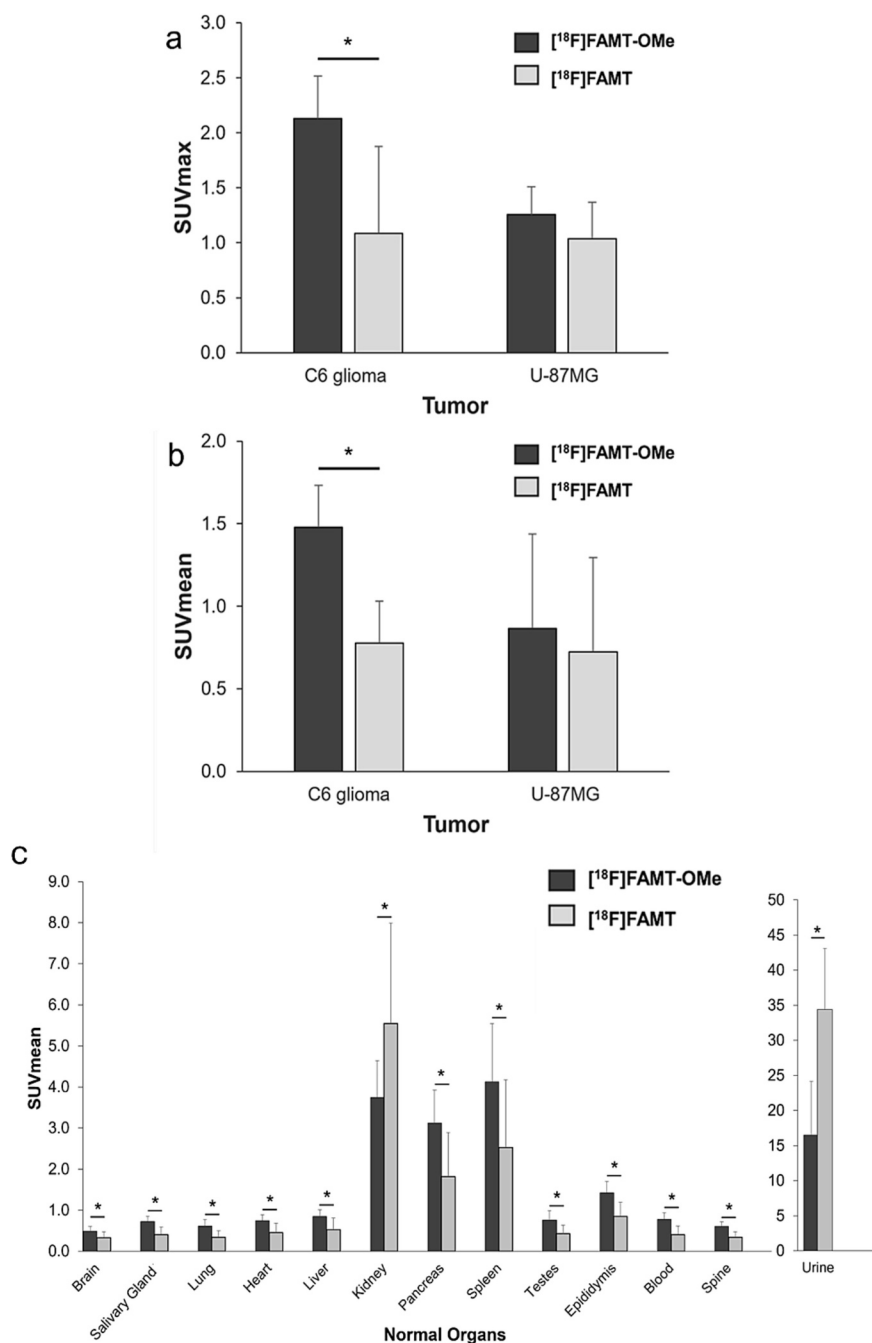 a
3.0
2.5
2.0
1.5
1.0
0.5
0.0
SUVmax
*
[¹⁸F]FAMT-OMe
[¹⁸F]FAMT
C6 glioma
U-87MG
Tumor
b
2.0
1.5
1.0
0.5
0.0
SUVmean
*
[¹⁸F]FAMT-OMe
[¹⁸F]FAMT
C6 glioma
U-87MG
Tumor
c
9.0
8.0
7.0
6.0
5.0
4.0
3.0
2.0
1.0
0.0
SUVmean
[¹⁸F]FAMT-OMe
[¹⁸F]FAMT
* * * * * * * * * * * *
Brain
Salivary Gland
Lung
Heart
Liver
Kidney
Pancreas
Spleen
Testes
Epididymis
Blood
Spine
Normal Organs
50
45
40
35
30
25
20
15
10
5
0
*
Urine